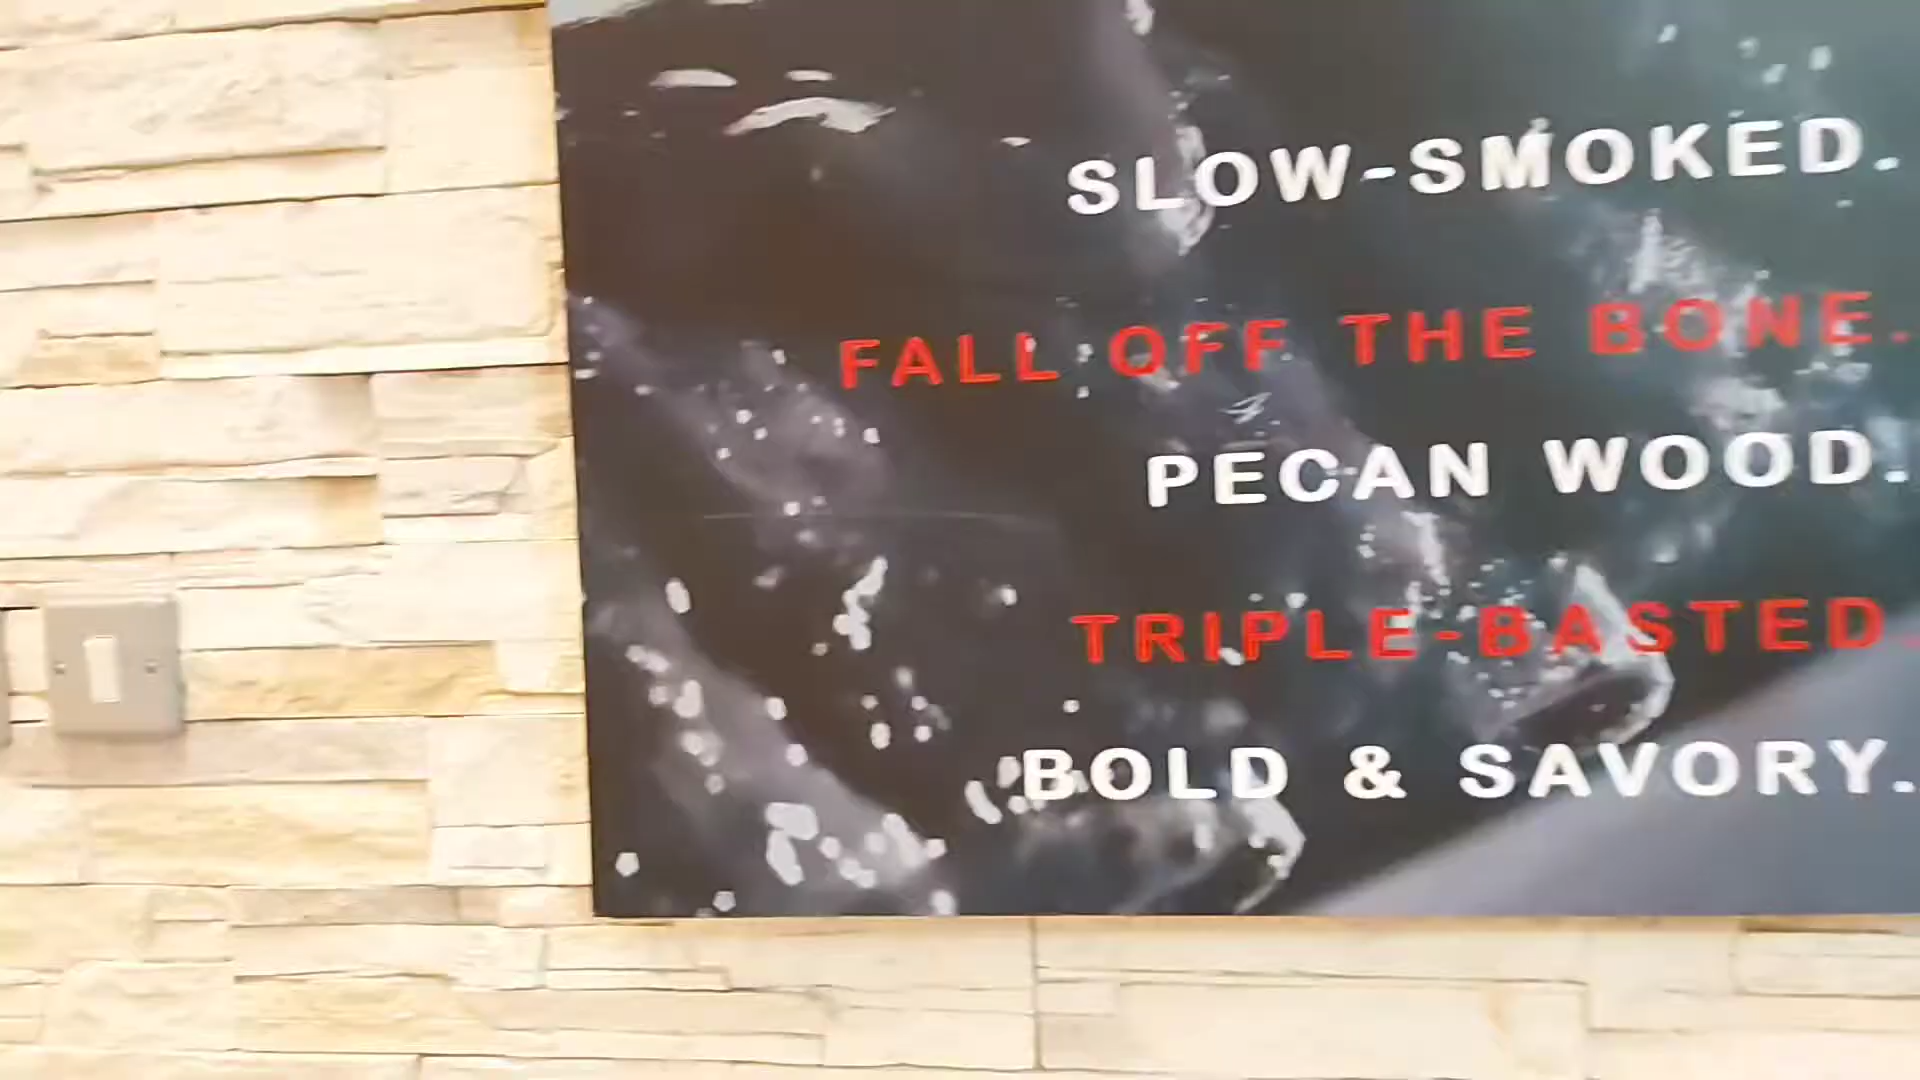 SLOW-SMOKED.
FALL OFF THE BONE.
PECAN WOOD.
TRIPLE-BASTED.
BOLD & SAVORY.